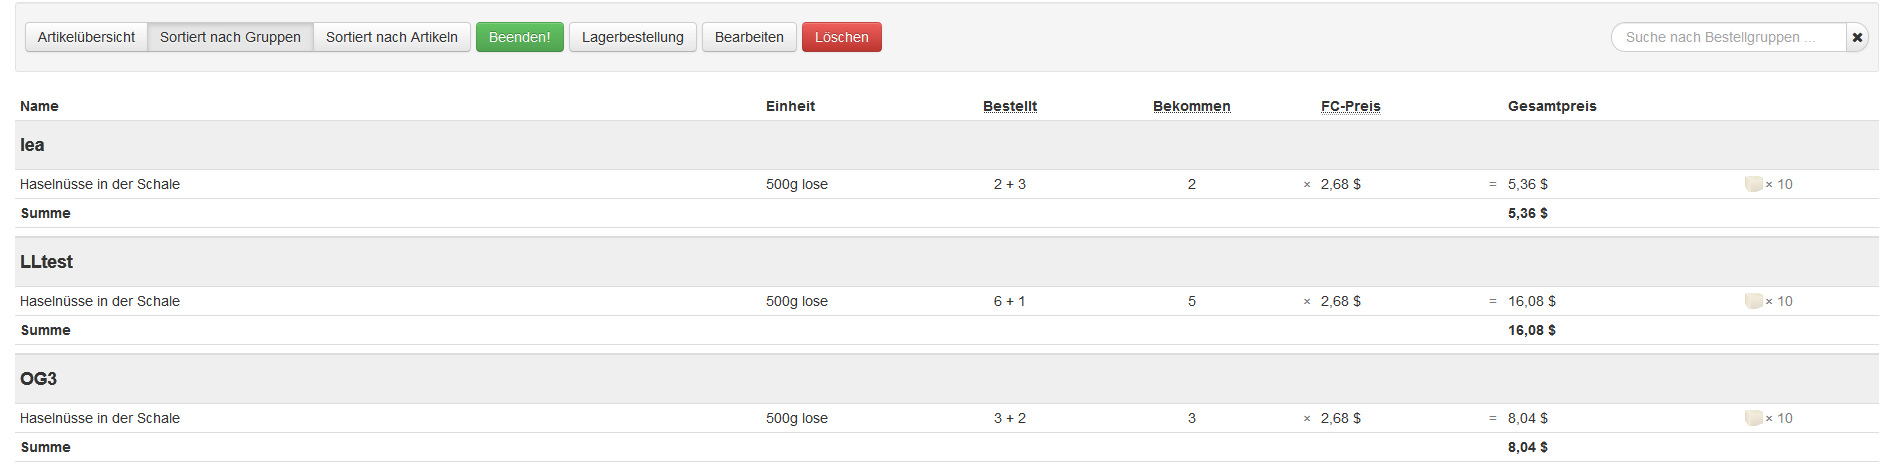 Artikelübersicht Sortiert nach Gruppen Sortiert nach Artikeln Beenden! Lagerbestellung Bearbeiten Löschen Suche nach Bestellgruppen ... ✖
Name Einheit Bestellt Bekommen FC-Preis Gesamtpreis
lea
Haselnüsse in der Schale 500g lose 2 + 3 2 × 2,68 $ = 5,36 $ × 10
Summe 5,36 $
LLtest
Haselnüsse in der Schale 500g lose 6 + 1 5 × 2,68 $ = 16,08 $ × 10
Summe 16,08 $
OG3
Haselnüsse in der Schale 500g lose 3 + 2 3 × 2,68 $ = 8,04 $ × 10
Summe 8,04 $